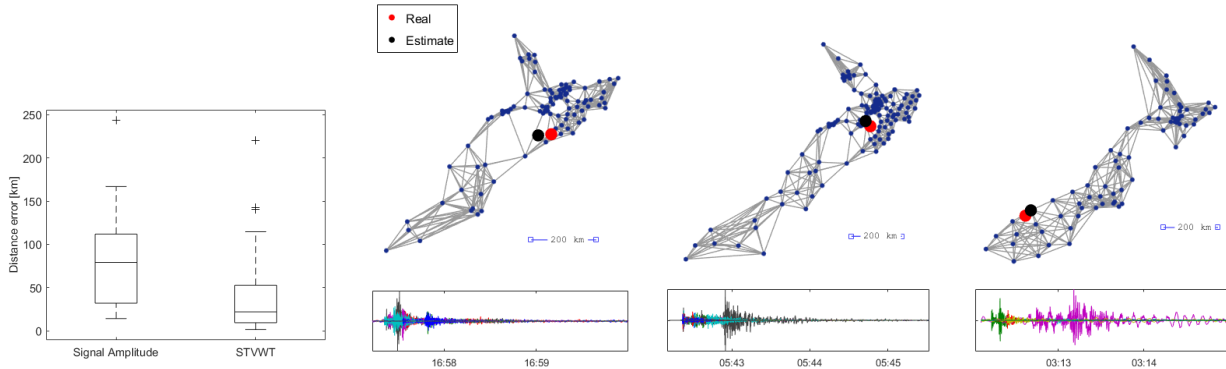 Distance error [km]
250
200
150
100
50
0
Signal Amplitude
STVWT
Real
Estimate
200 km
16:58
16:59
200 km
05:43
05:44
05:45
200 km
03:13
03:14